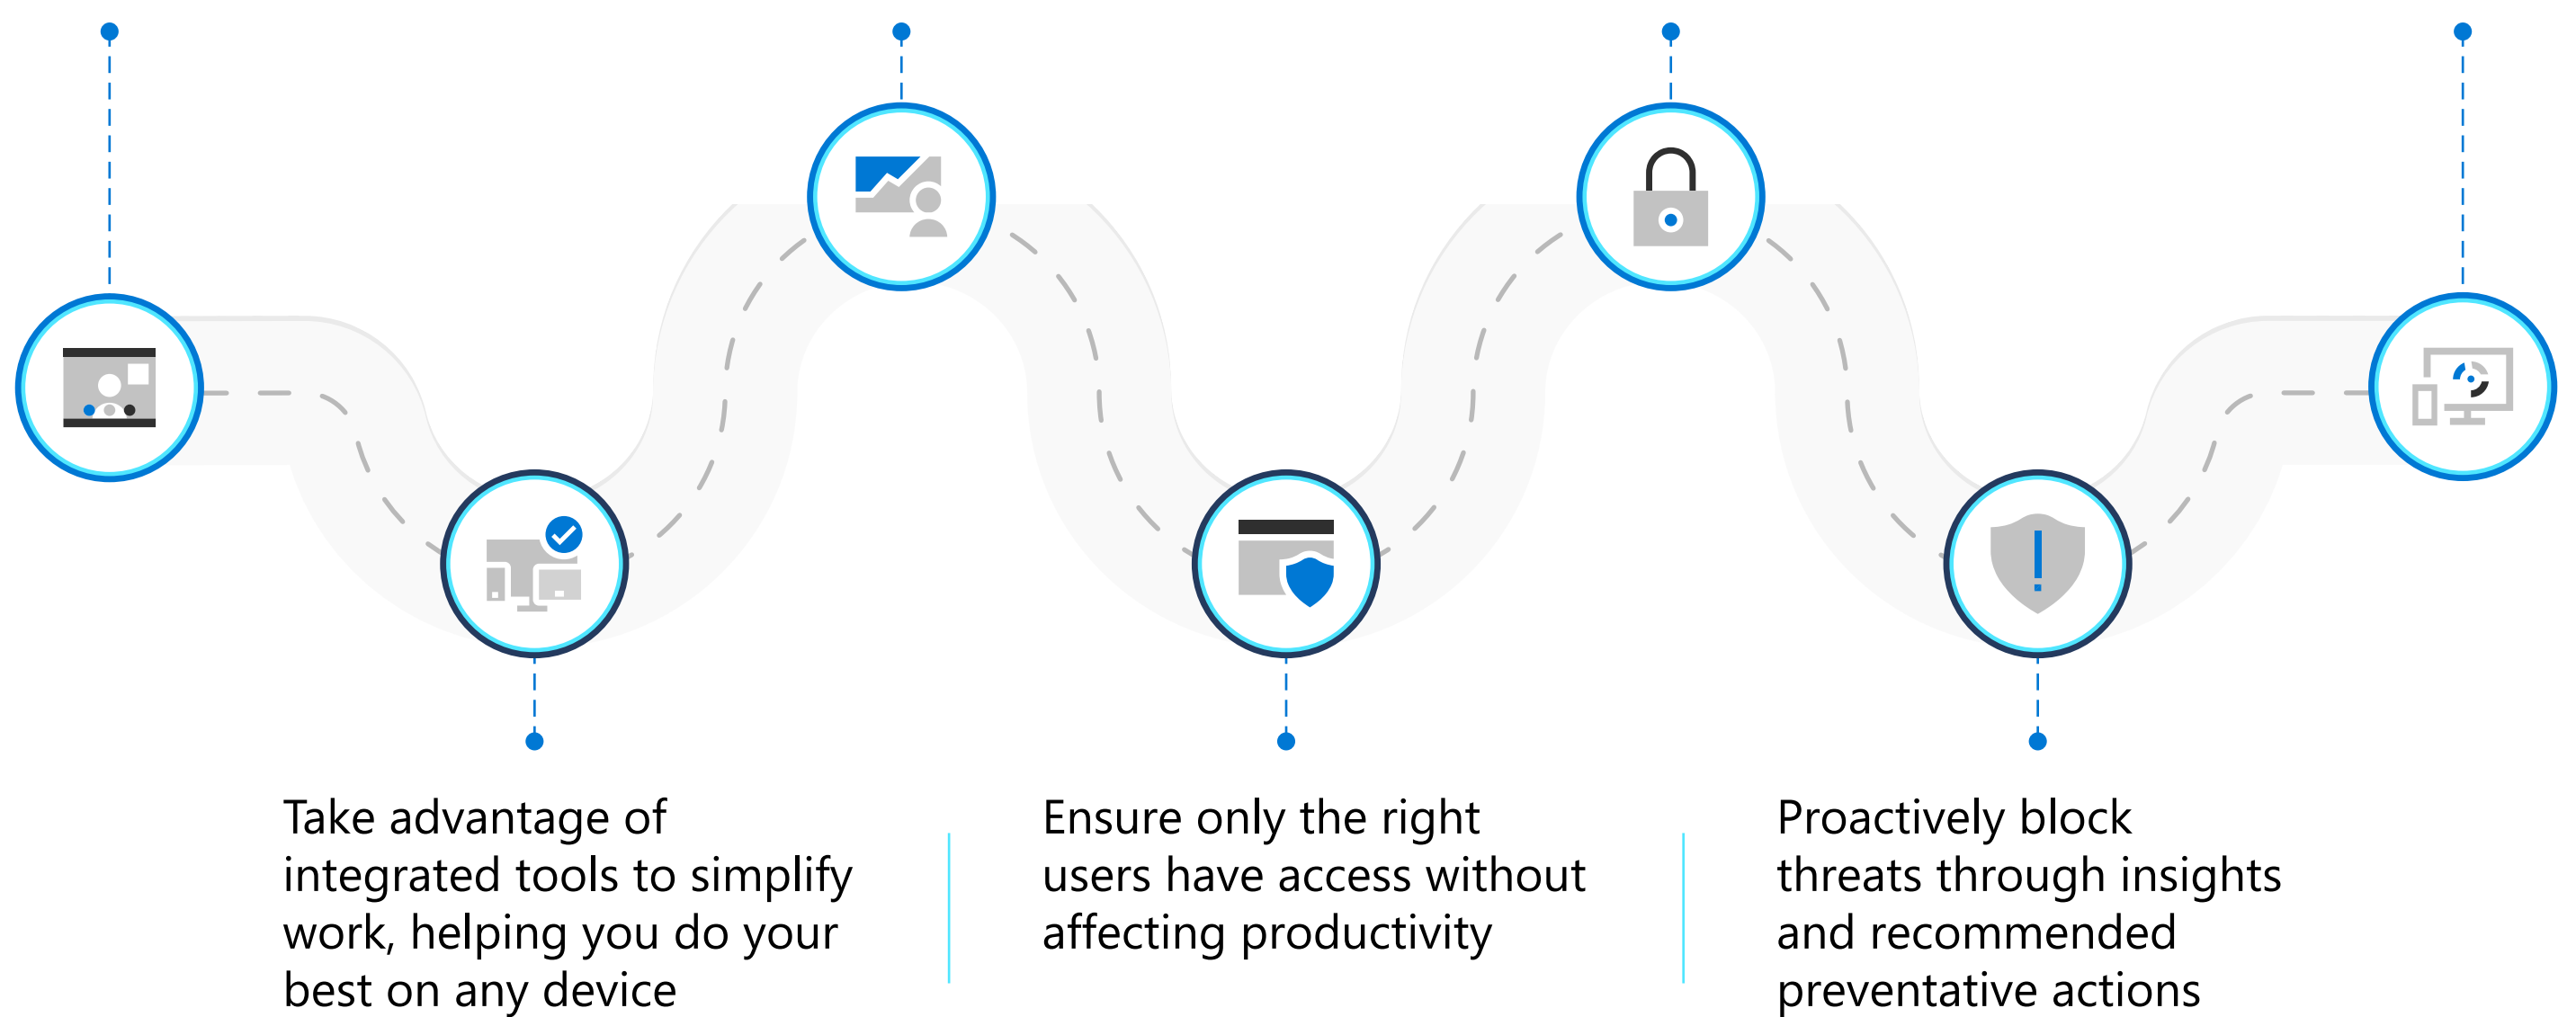 Take advantage of
integrated tools to simplify
work, helping you do your
best on any device
Ensure only the right
users have access without
affecting productivity
Proactively block
threats through insights
and recommended
preventative actions